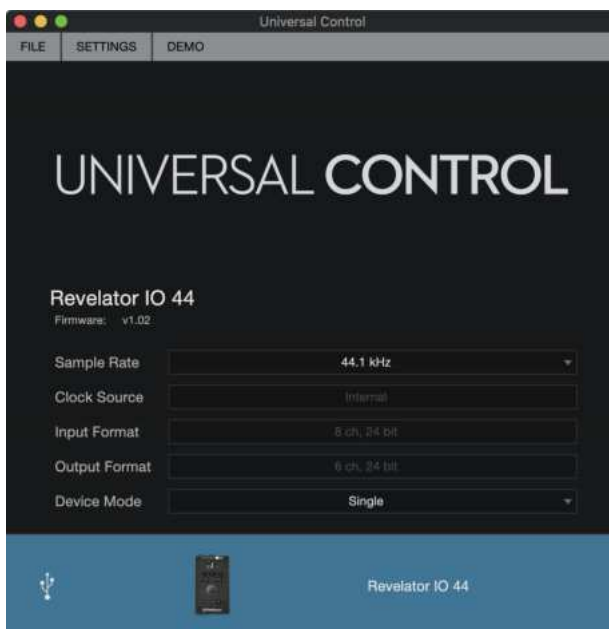 Universal Control
FILE SETTINGS DEMO
UNIVERSAL CONTROL
Revelator IO 44
Firmware: v1.02
Sample Rate 44.1 kHz
Clock Source Internal
Input Format 8 ch, 24 bit
Output Format 6 ch, 24 bit
Device Mode Single
Revelator IO 44